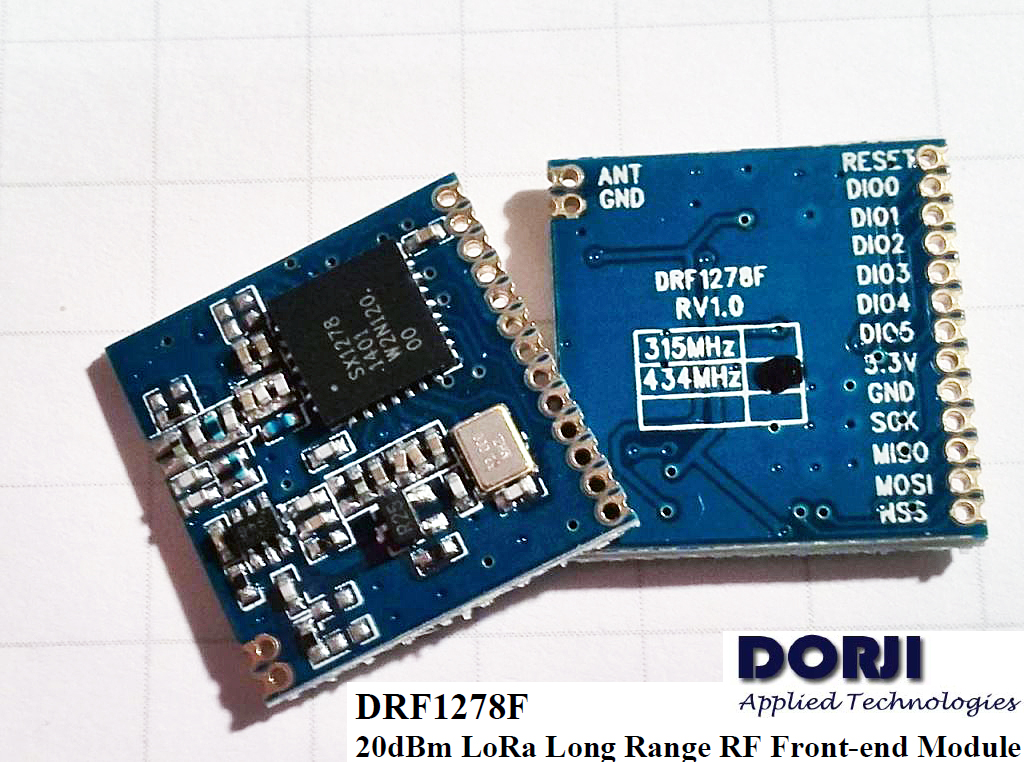 SX1278
1401
W2N120.
00
ANT
GND
RESET
DIO0
DIO1
DIO2
DIO3
DIO4
DIO5
3.3V
GND
SCK
MISO
MOSI
NSS
DRF1278F
RV1.0
315MHz
434MHz
DORJI
Applied Technologies
DRF1278F
20dBm LoRa Long Range RF Front-end Module